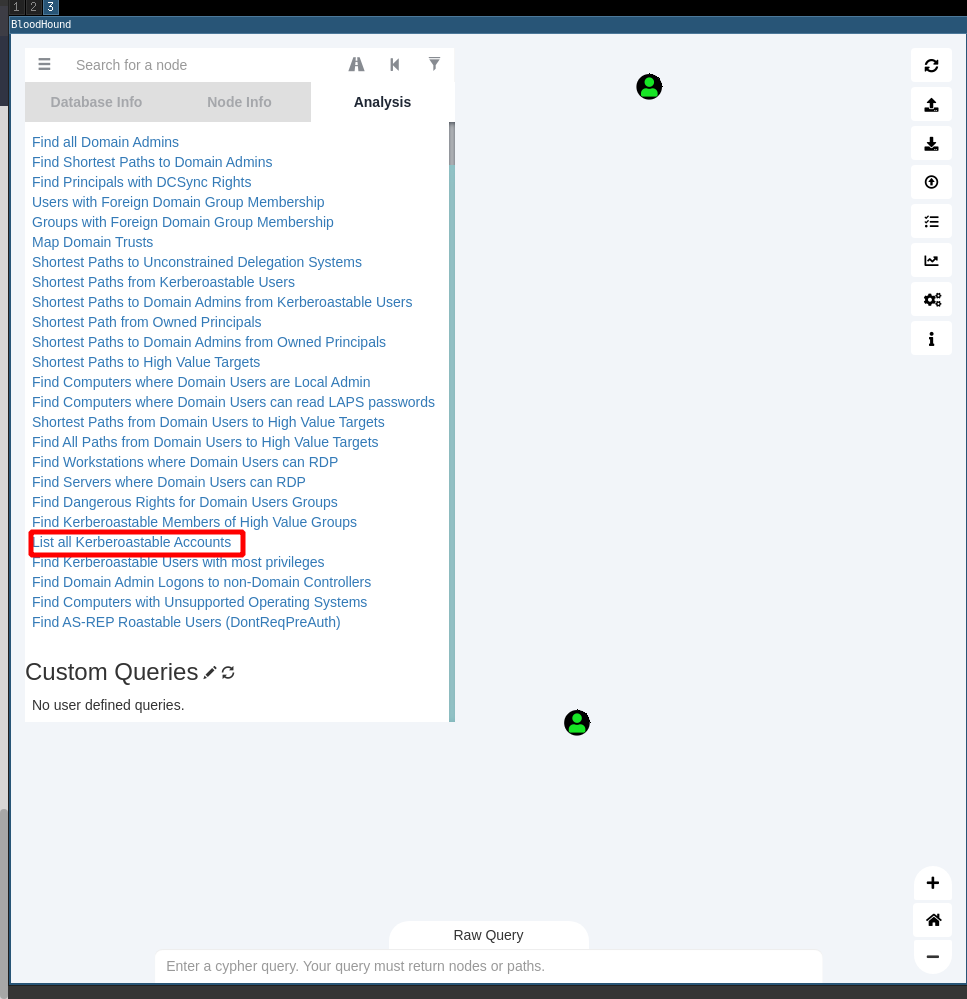 1 2 3
BloodHound
Search for a node
Database Info Node Info Analysis
Find all Domain Admins
Find Shortest Paths to Domain Admins
Find Principals with DCSync Rights
Users with Foreign Domain Group Membership
Groups with Foreign Domain Group Membership
Map Domain Trusts
Shortest Paths to Unconstrained Delegation Systems
Shortest Paths from Kerberoastable Users
Shortest Paths to Domain Admins from Kerberoastable Users
Shortest Path from Owned Principals
Shortest Paths to Domain Admins from Owned Principals
Shortest Paths to High Value Targets
Find Computers where Domain Users are Local Admin
Find Computers where Domain Users can read LAPS passwords
Shortest Paths from Domain Users to High Value Targets
Find All Paths from Domain Users to High Value Targets
Find Workstations where Domain Users can RDP
Find Servers where Domain Users can RDP
Find Dangerous Rights for Domain Users Groups
Find Kerberoastable Members of High Value Groups
List all Kerberoastable Accounts
Find Kerberoastable Users with most privileges
Find Domain Admin Logons to non-Domain Controllers
Find Computers with Unsupported Operating Systems
Find AS-REP Roastable Users (DontReqPreAuth)
Custom Queries
No user defined queries.
Raw Query
Enter a cypher query. Your query must return nodes or paths.